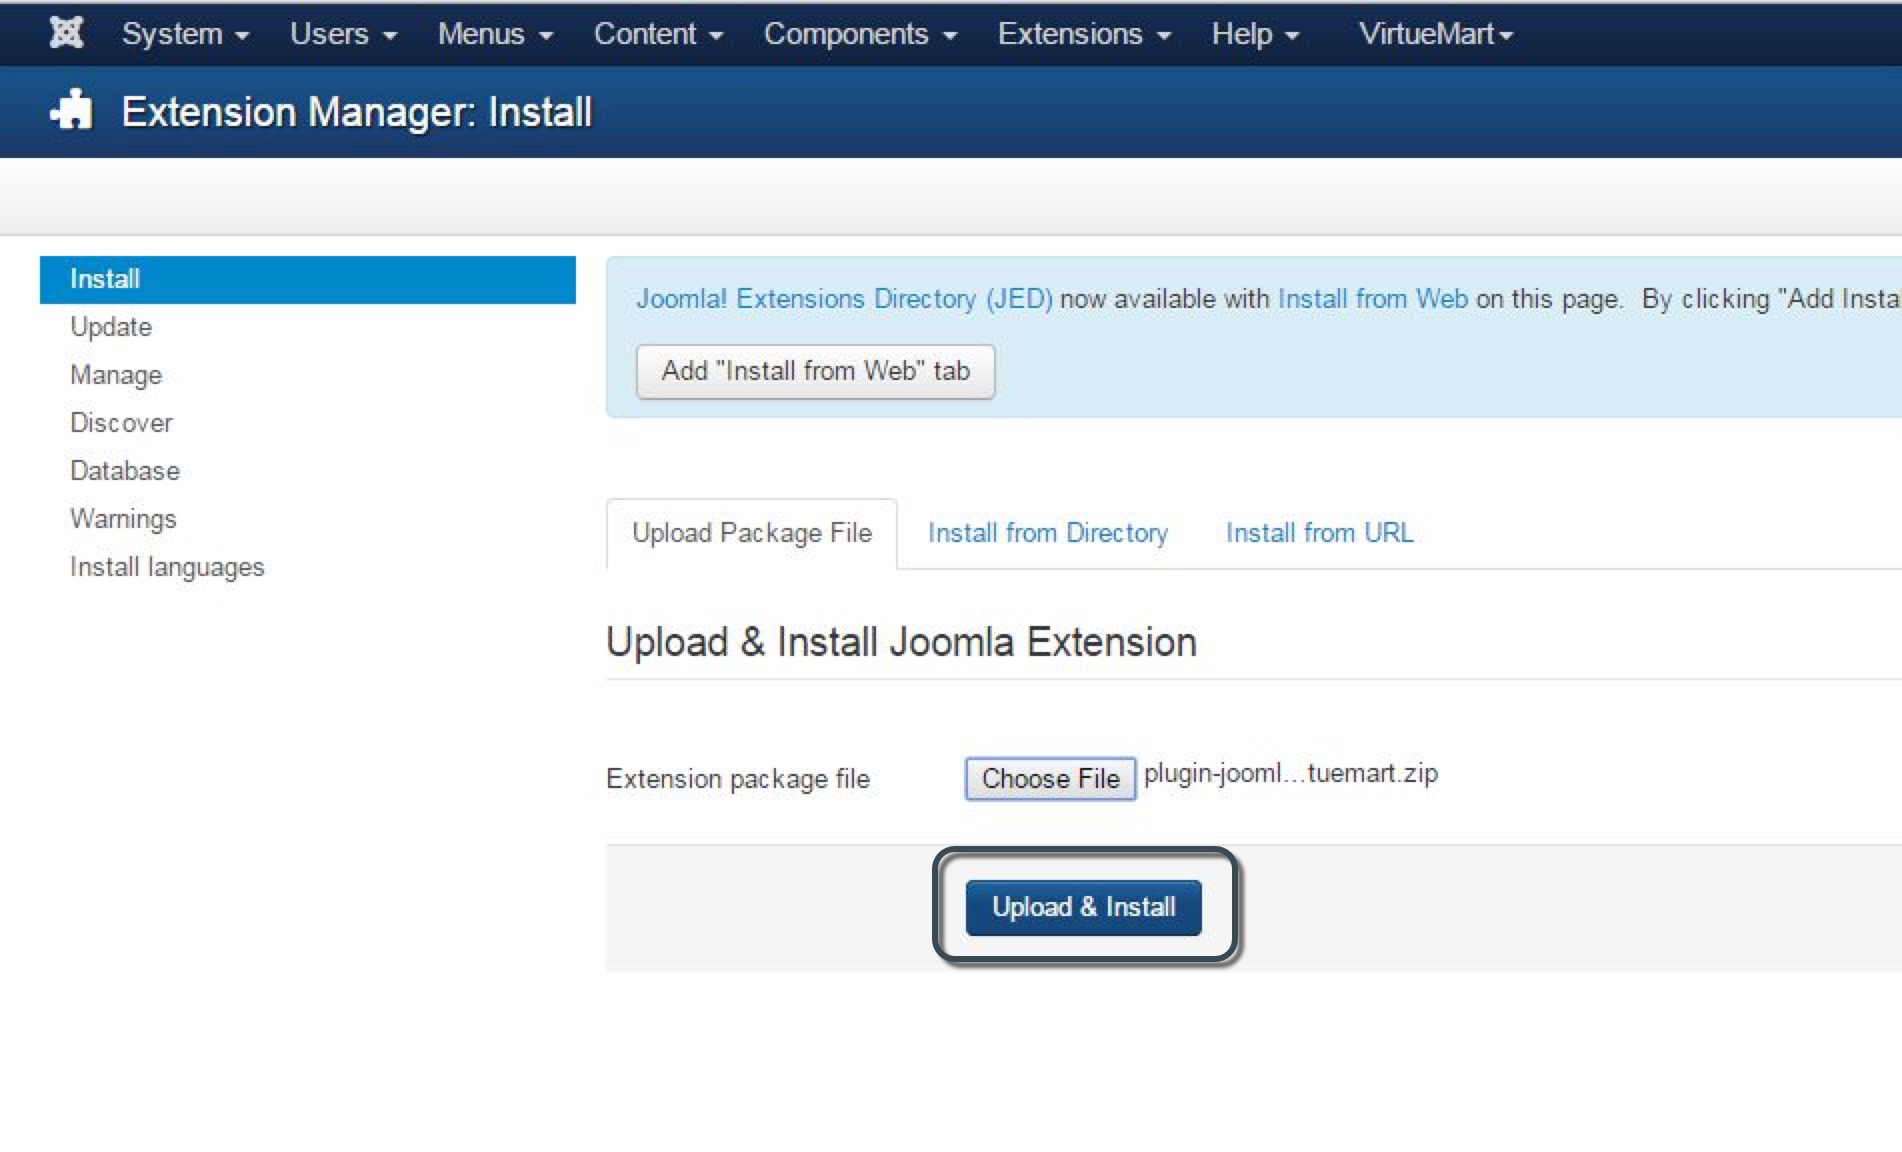 System Users Menus Content Components Extensions Help VirtueMart
Extension Manager: Install
Install
Update
Manage
Discover
Database
Warnings
Install languages
Joomla! Extensions Directory (JED) now available with Install from Web on this page. By clicking "Add Insta
Add "Install from Web" tab
Upload Package File Install from Directory Install from URL
Upload & Install Joomla Extension
Extension package file Choose File plugin-jooml...tuemart.zip
Upload & Install